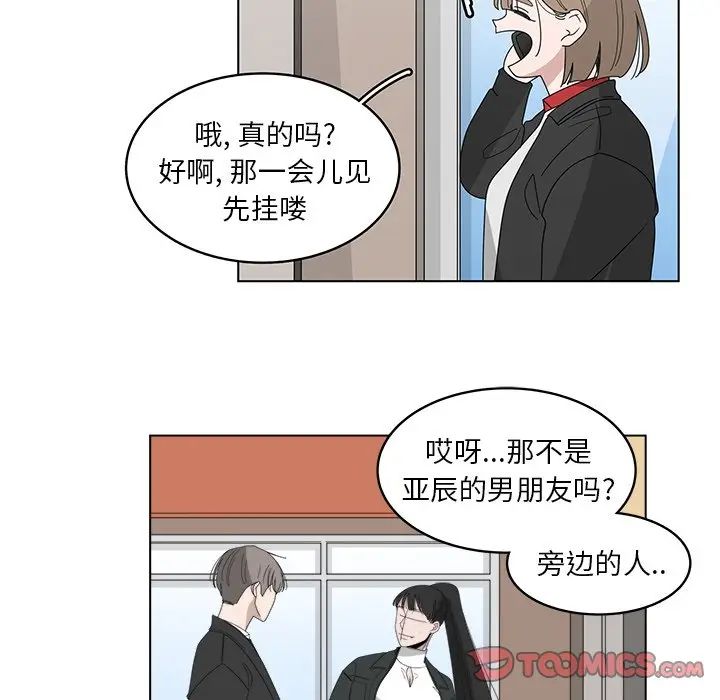 哦, 真的吗?
好啊, 那一会儿见
先挂喽
哎呀...那不是
亚辰的男朋友吗?
旁边的人..
TOOMICS.COM